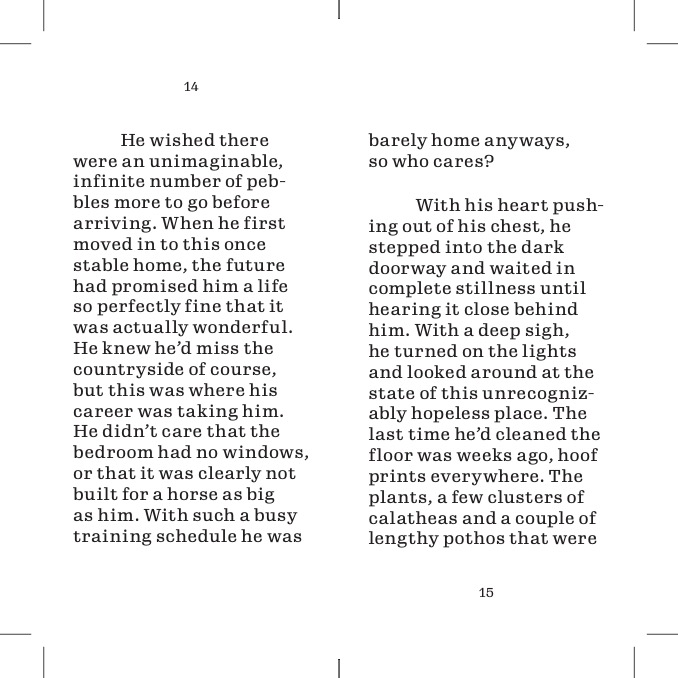 14
He wished there
were an unimaginable,
infinite number of peb-
bles more to go before
arriving. When he first
moved in to this once
stable home, the future
had promised him a life
so perfectly fine that it
was actually wonderful.
He knew he’d miss the
countryside of course,
but this was where his
career was taking him.
He didn’t care that the
bedroom had no windows,
or that it was clearly not
built for a horse as big
as him. With such a busy
training schedule he was
barely home anyways,
so who cares?
With his heart push-
ing out of his chest, he
stepped into the dark
doorway and waited in
complete stillness until
hearing it close behind
him. With a deep sigh,
he turned on the lights
and looked around at the
state of this unrecogniz-
ably hopeless place. The
last time he’d cleaned the
floor was weeks ago, hoof
prints everywhere. The
plants, a few clusters of
calatheas and a couple of
lengthy pothos that were
15